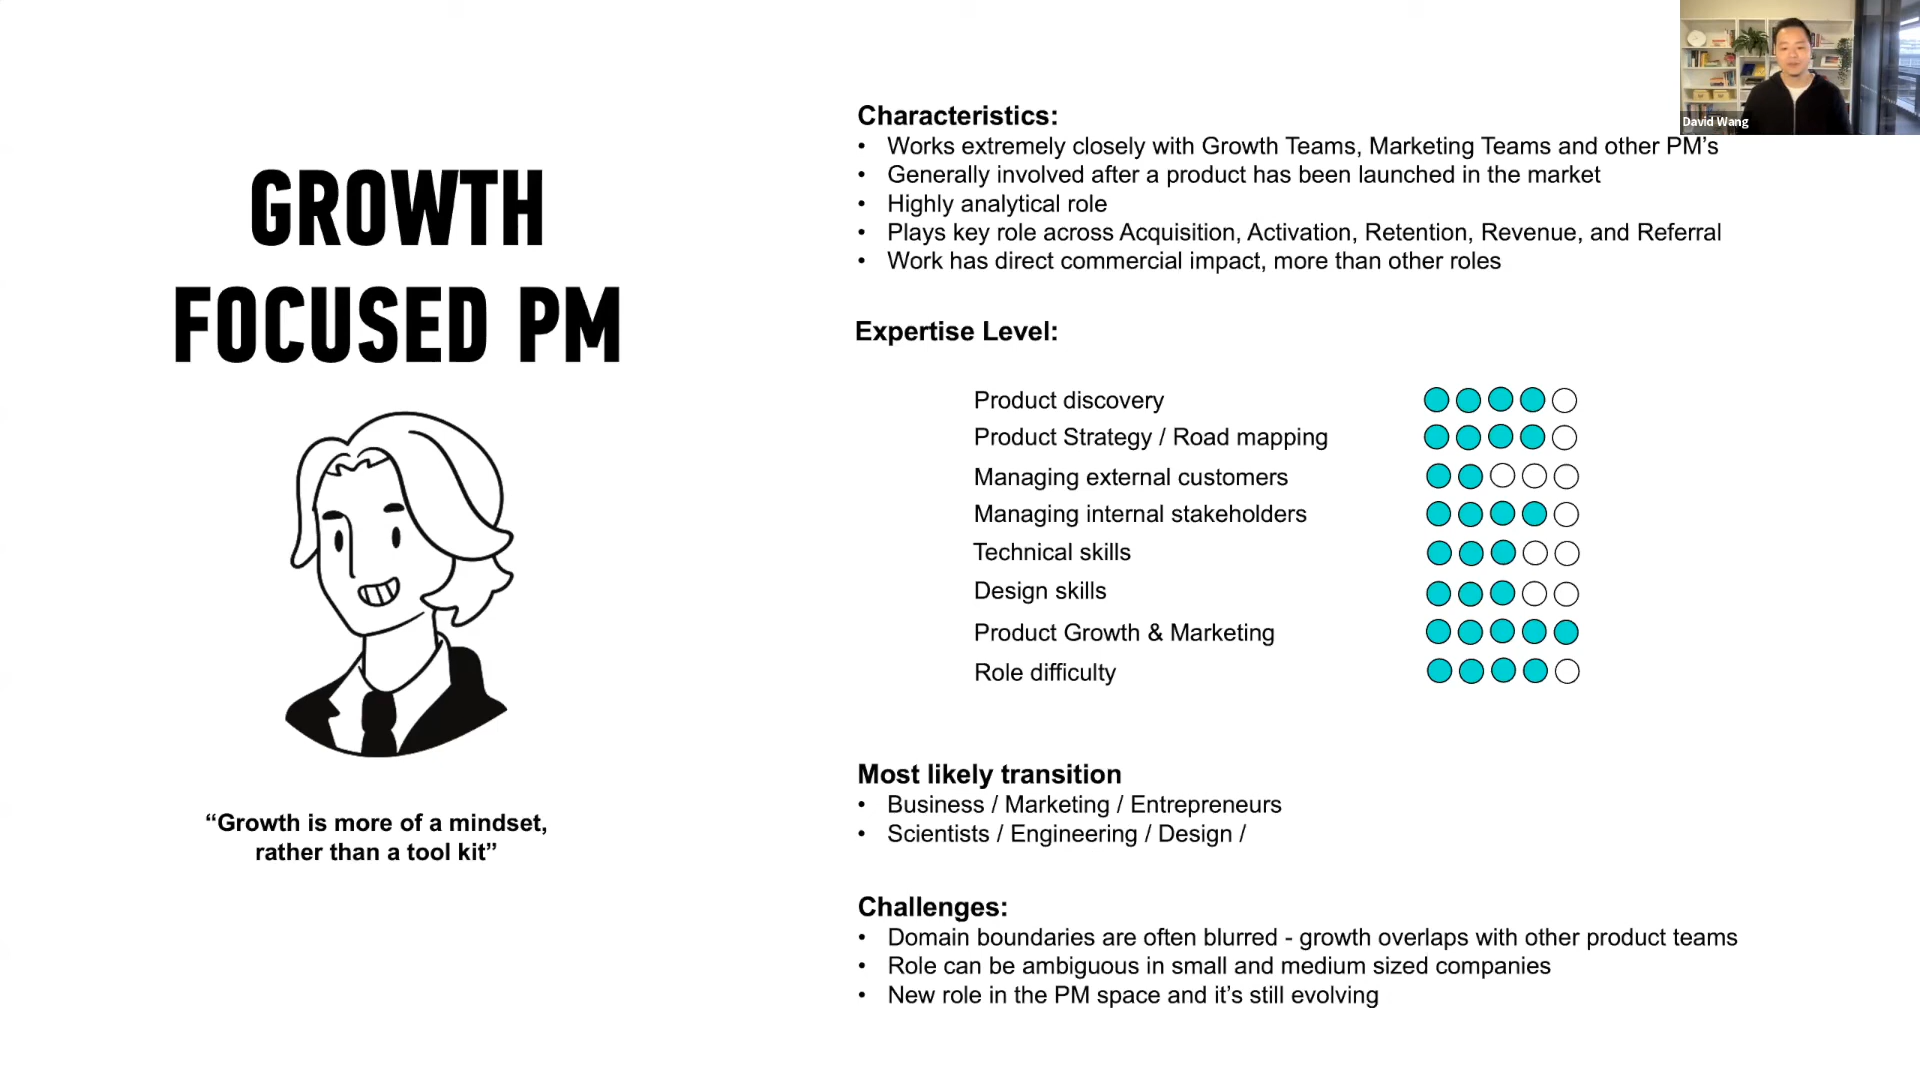 David Wang
GROWTH
FOCUSED PM
“Growth is more of a mindset,
rather than a tool kit”
Characteristics:
• Works extremely closely with Growth Teams, Marketing Teams and other PM’s
• Generally involved after a product has been launched in the market
• Highly analytical role
• Plays key role across Acquisition, Activation, Retention, Revenue, and Referral
• Work has direct commercial impact, more than other roles
Expertise Level:
Product discovery
Product Strategy / Road mapping
Managing external customers
Managing internal stakeholders
Technical skills
Design skills
Product Growth & Marketing
Role difficulty
Most likely transition
• Business / Marketing / Entrepreneurs
• Scientists / Engineering / Design /
Challenges:
• Domain boundaries are often blurred - growth overlaps with other product teams
• Role can be ambiguous in small and medium sized companies
• New role in the PM space and it’s still evolving